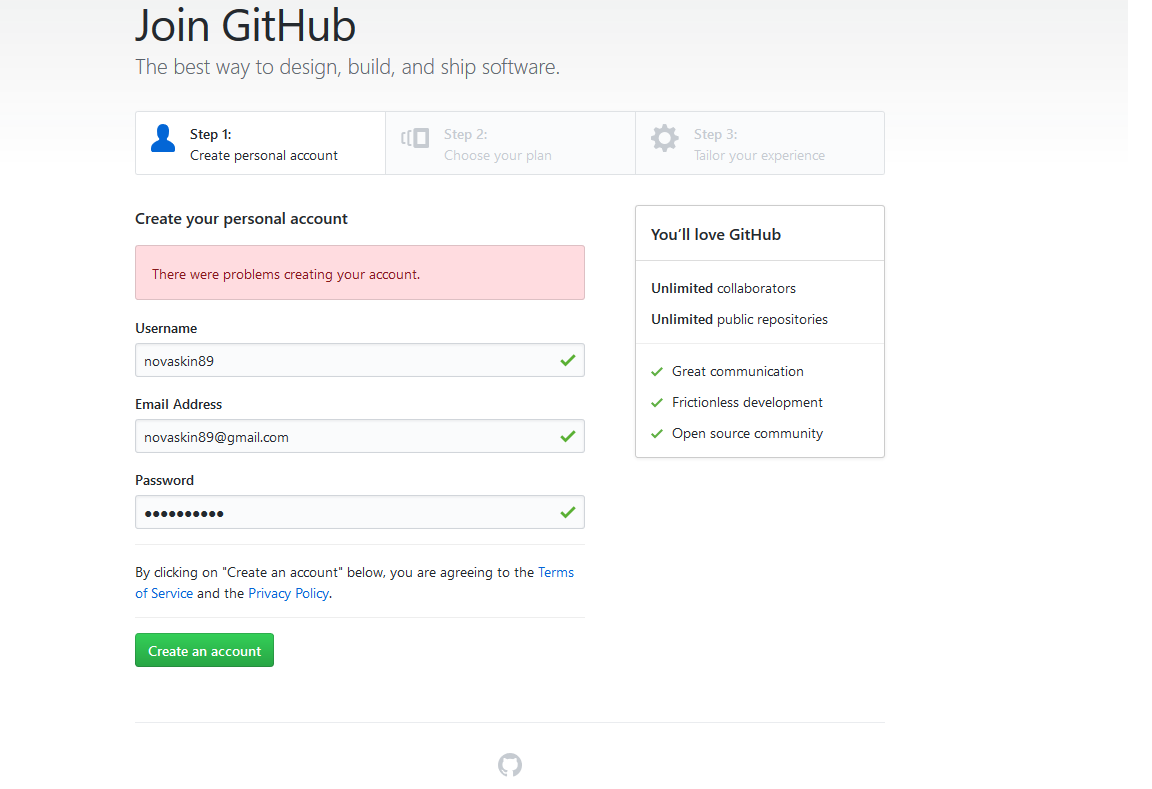 Join GitHub
The best way to design, build, and ship software.
Step 1:
Create personal account
Step 2:
Choose your plan
Step 3:
Tailor your experience
Create your personal account
There were problems creating your account.
Username
novaskin89
Email Address
novaskin89@gmail.com
Password
••••••••••
By clicking on "Create an account" below, you are agreeing to the Terms
of Service and the Privacy Policy.
Create an account
You’ll love GitHub
Unlimited collaborators
Unlimited public repositories
Great communication
Frictionless development
Open source community